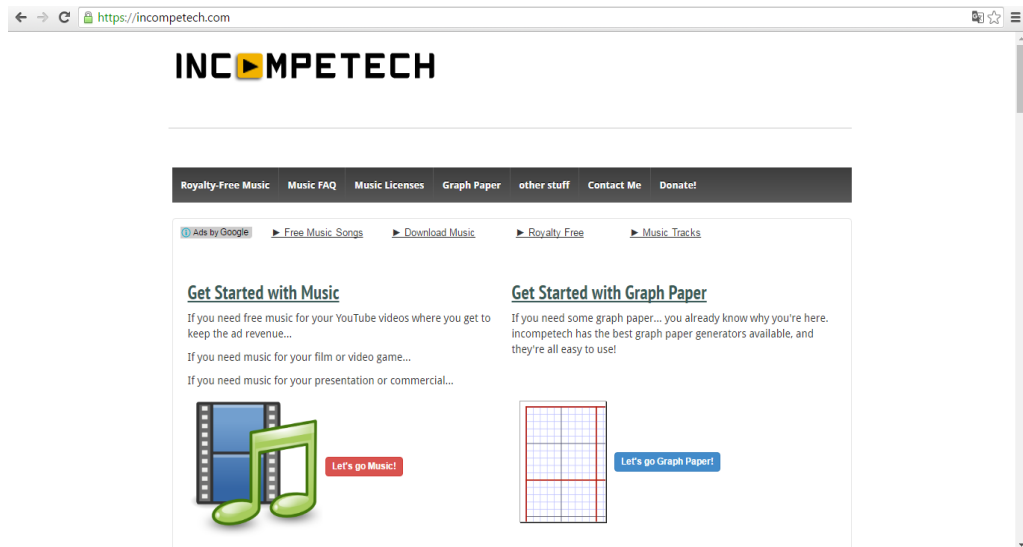 https://incompetech.com
INCOMPETECH
Royalty-Free Music Music FAQ Music Licenses Graph Paper other stuff Contact Me Donate!
Ads by Google ► Free Music Songs ► Download Music ► Royalty Free ► Music Tracks
Get Started with Music
If you need free music for your YouTube videos where you get to
keep the ad revenue...
If you need music for your film or video game...
If you need music for your presentation or commercial...
Let's go Music!
Get Started with Graph Paper
If you need some graph paper... you already know why you're here.
incompetech has the best graph paper generators available, and
they're all easy to use!
Let's go Graph Paper!